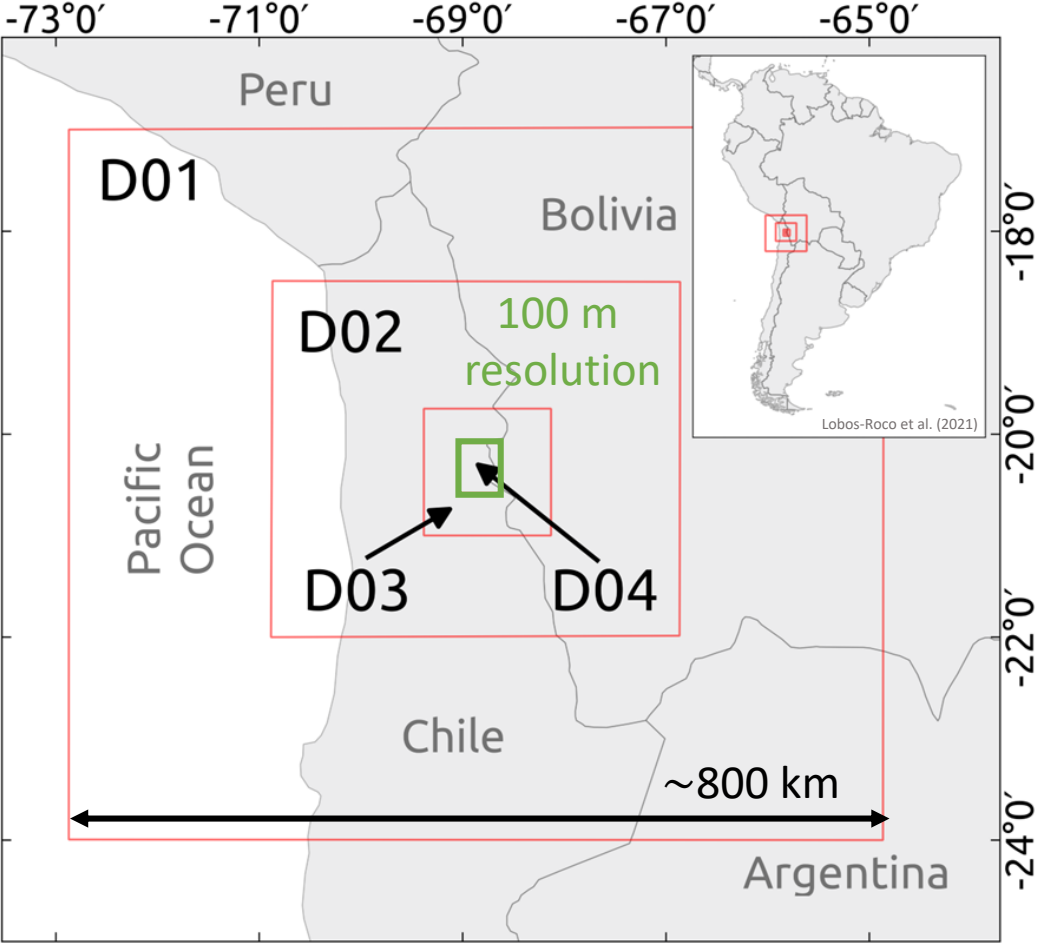 -73°0′ -71°0′ -69°0′ -67°0′ -65°0′
Peru
D01
Bolivia
-18°0′
D02
100 m
resolution
Lobos-Roco et al. (2021)
-20°0′
Pacific
Ocean
D03
D04
-22°0′
Chile
~800 km
-24°0′
Argentina